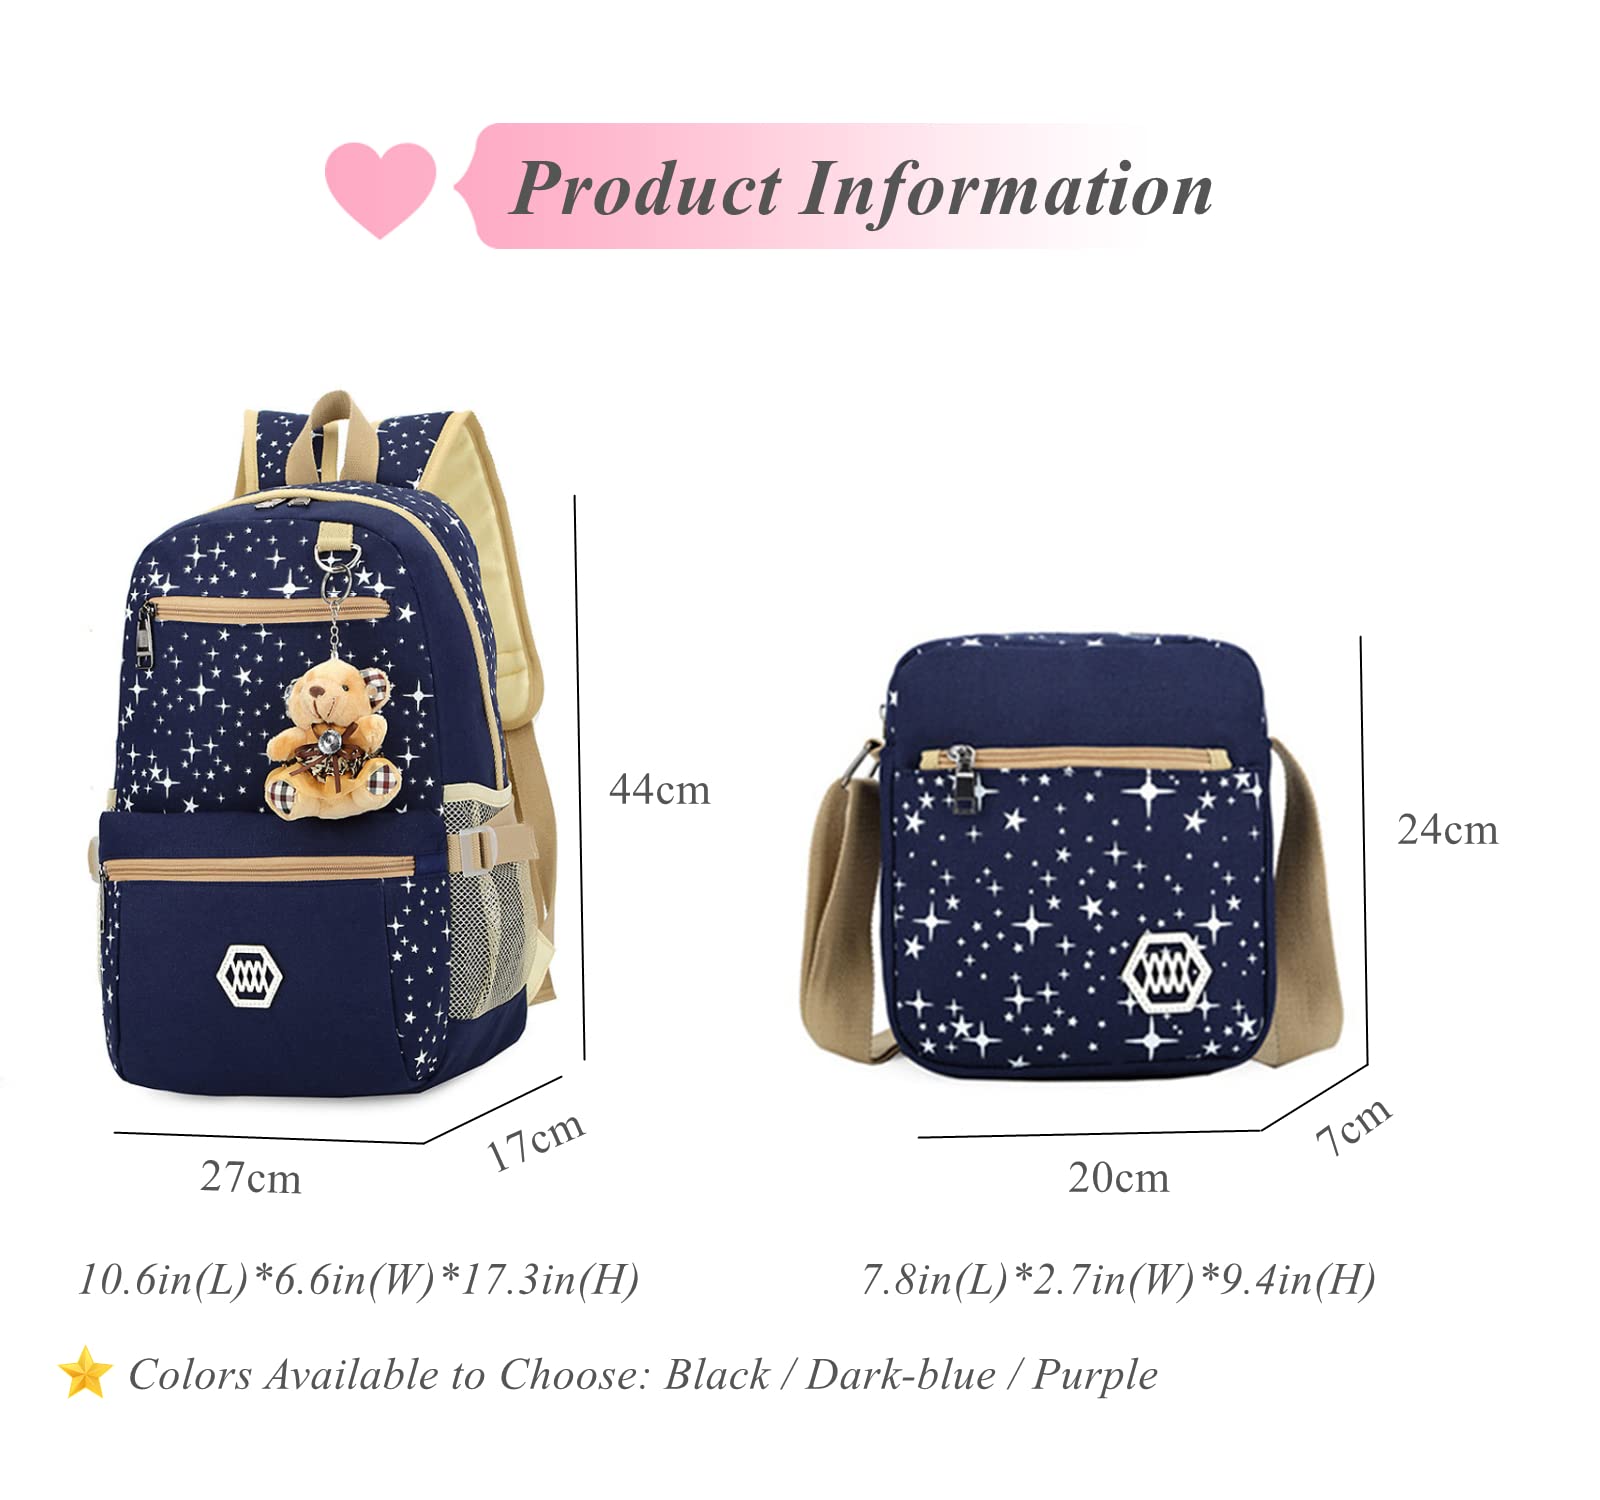 Product Information
44cm
24cm
17cm
7cm
27cm
20cm
10.6in(L)*6.6in(W)*17.3in(H)
7.8in(L)*2.7in(W)*9.4in(H)
Colors Available to Choose: Black / Dark-blue / Purple